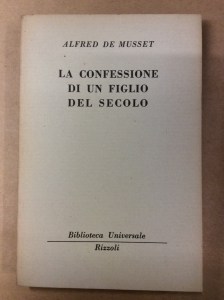 ALFRED DE MUSSET
LA CONFESSIONE
DI UN FIGLIO
DEL SECOLO
Biblioteca Universale
Rizzoli